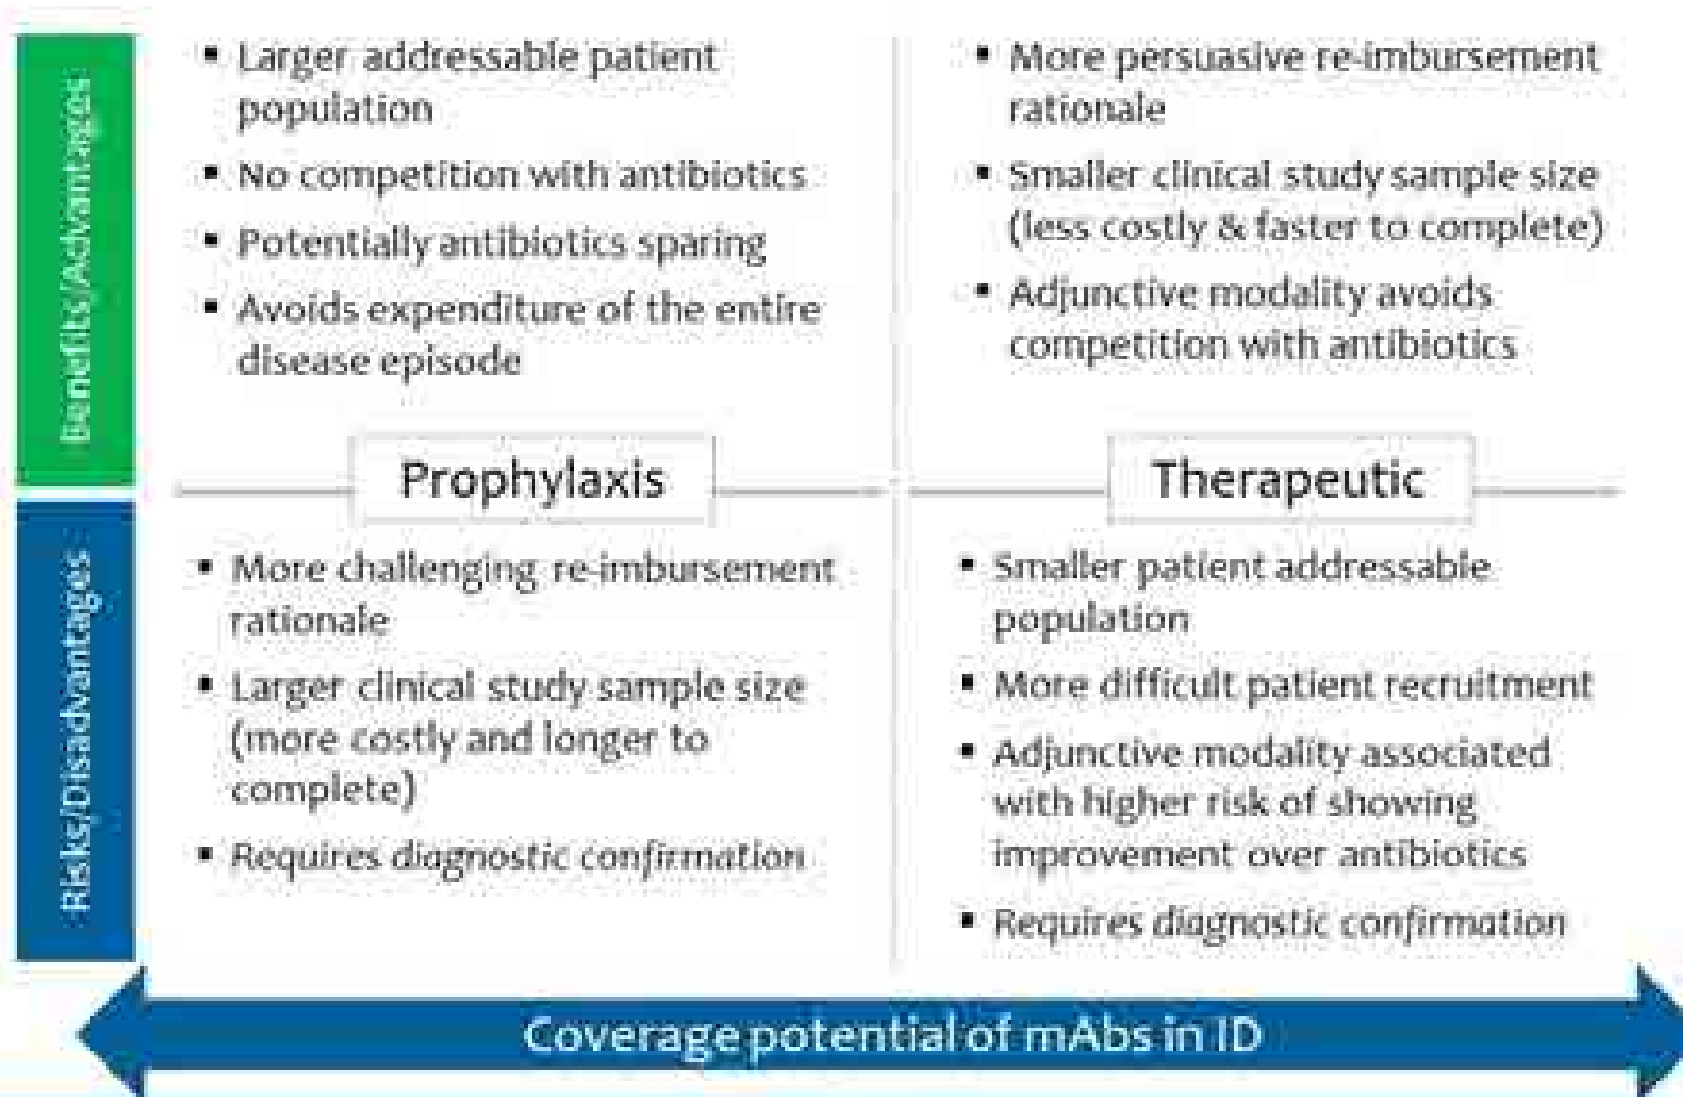 Benefits/Advantages
▪ Larger addressable patient
population
▪ No competition with antibiotics
▪ Potentially antibiotics sparing
▪ Avoids expenditure of the entire
disease episode
▪ More persuasive re-imbursement
rationale
▪ Smaller clinical study sample size
(less costly & faster to complete)
▪ Adjunctive modality avoids
competition with antibiotics
Prophylaxis
Therapeutic
Risks/Disadvantages
▪ More challenging re-imbursement
rationale
▪ Larger clinical study sample size
(more costly and longer to
complete)
▪ Requires diagnostic confirmation
▪ Smaller patient addressable
population
▪ More difficult patient recruitment
▪ Adjunctive modality associated
with higher risk of showing
improvement over antibiotics
▪ Requires diagnostic confirmation
Coverage potential of mAbs in ID